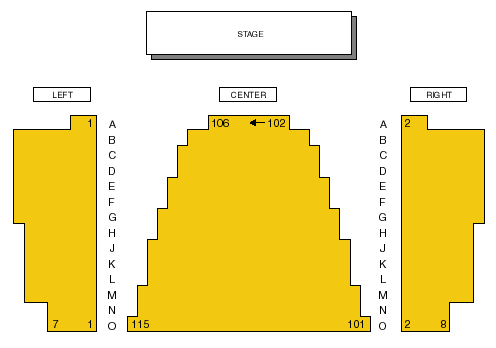 STAGE
LEFT CENTER RIGHT
1 A 106 102 A 2
B B
C C
D D
E E
F F
G G
H H
J J
K K
L L
M M
N N
7 1 O 115 101 O 2 8